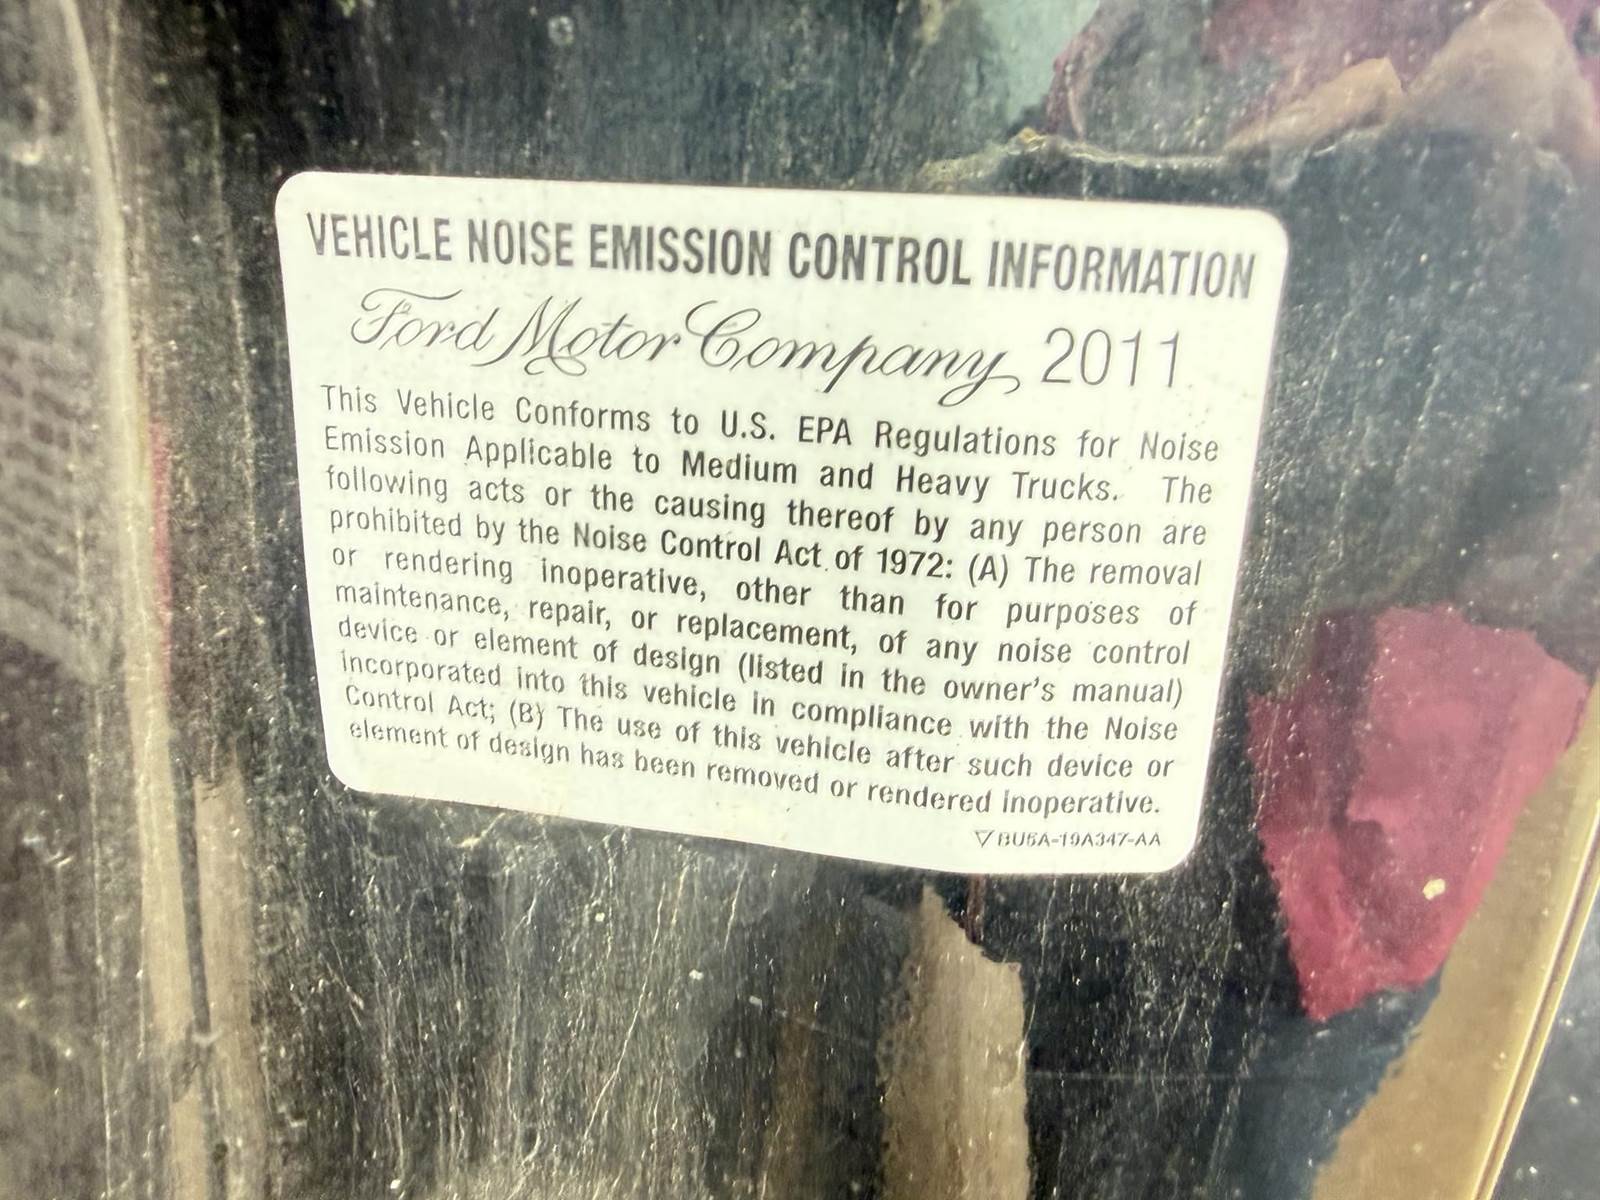 VEHICLE NOISE EMISSION CONTROL INFORMATION
Ford Motor Company 2011
This Vehicle Conforms to U.S. EPA Regulations for Noise
Emission Applicable to Medium and Heavy Trucks. The
following acts or the causing thereof by any person are
prohibited by the Noise Control Act of 1972: (A) The removal
or rendering inoperative, other than for purposes of
maintenance, repair, or replacement, of any noise control
device or element of design (listed in the owner's manual)
incorporated into this vehicle in compliance with the Noise
Control Act; (B) The use of this vehicle after such device or
element of design has been removed or rendered inoperative.
▽ BU5A-19A347-AA